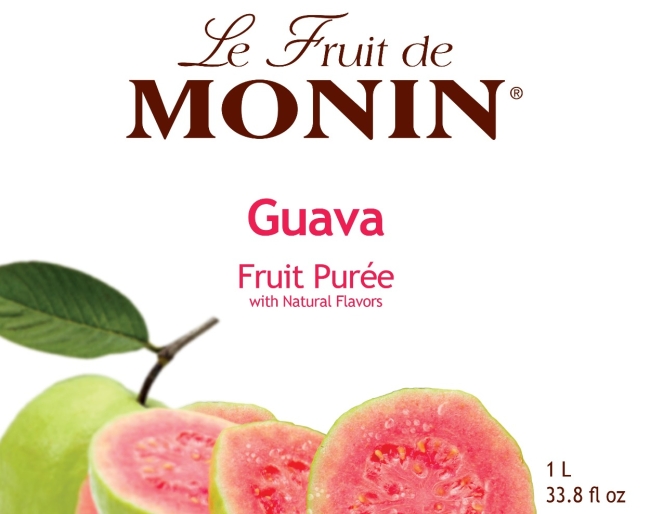 Le Fruit de
MONIN®
Guava
Fruit Purée
with Natural Flavors
1 L
33.8 fl oz